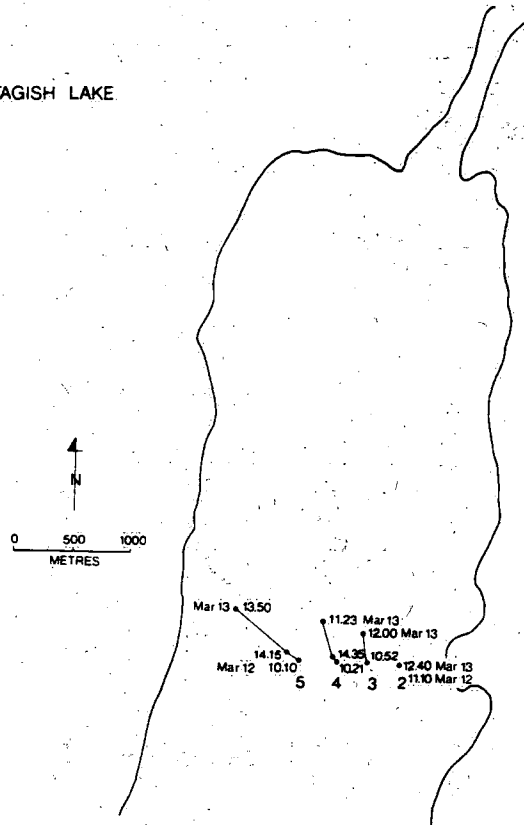 TAGISH LAKE
N
0 500 1000
METRES
Mar 13 13.50
11.23 Mar 13
12.00 Mar 13
14.15
Mar 12 10.10
14.35
10.21
10.52
12.40 Mar 13
11.10 Mar 12
5 4 3 2